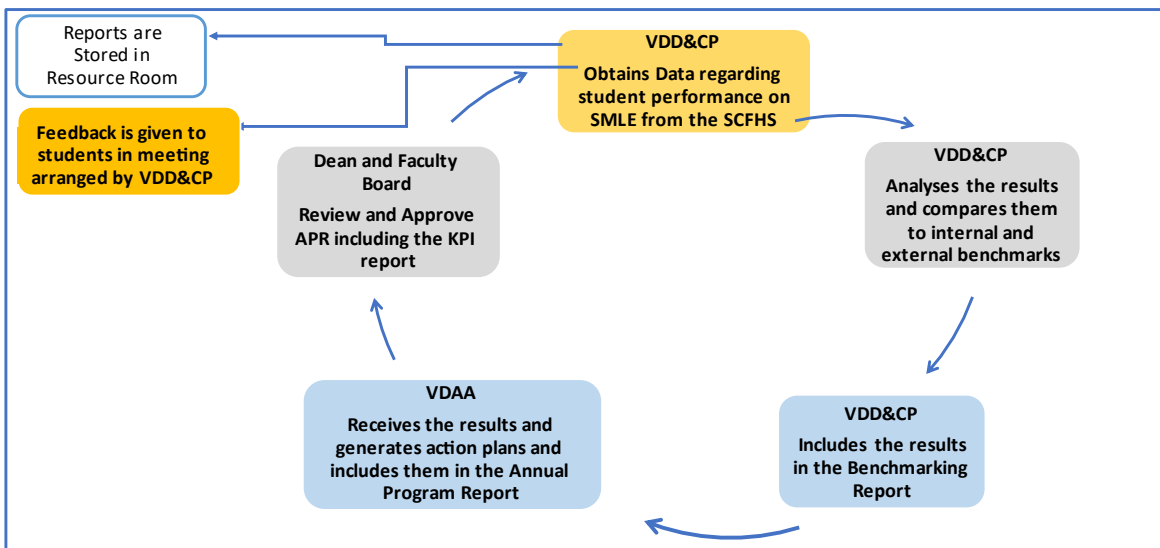 Reports are
Stored in
Resource Room
Feedback is given to
students in meeting
arranged by VDD&CP
VDD&CP
Obtains Data regarding
student performance on
SMLE from the SCFHS
VDD&CP
Analyses the results
and compares them
to internal and
external benchmarks
VDD&CP
Includes the results
in the Benchmarking
Report
VDAA
Receives the results and
generates action plans and
includes them in the Annual
Program Report
Dean and Faculty
Board
Review and Approve
APR including the KPI
report